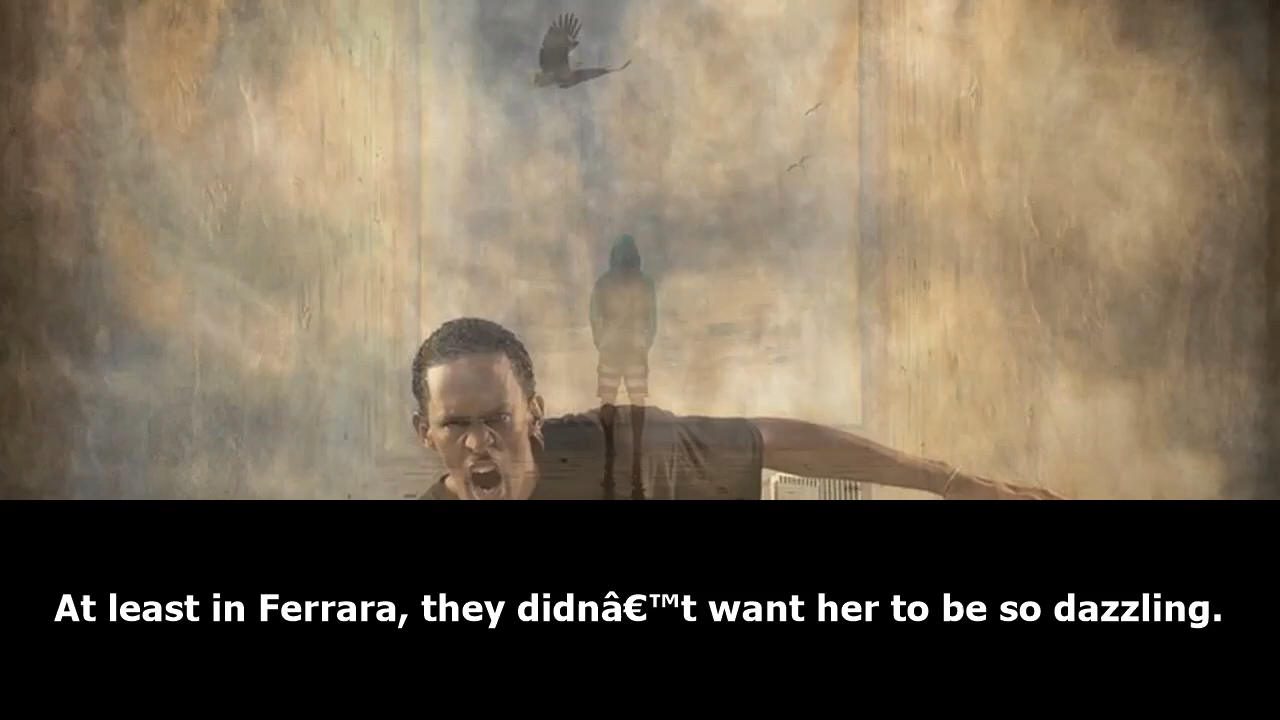 At least in Ferrara, they didnâ€™t want her to be so dazzling.